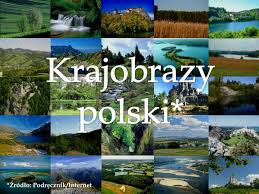 Krajobrazy
polski*
*Źródło: Podręcznik/Internet